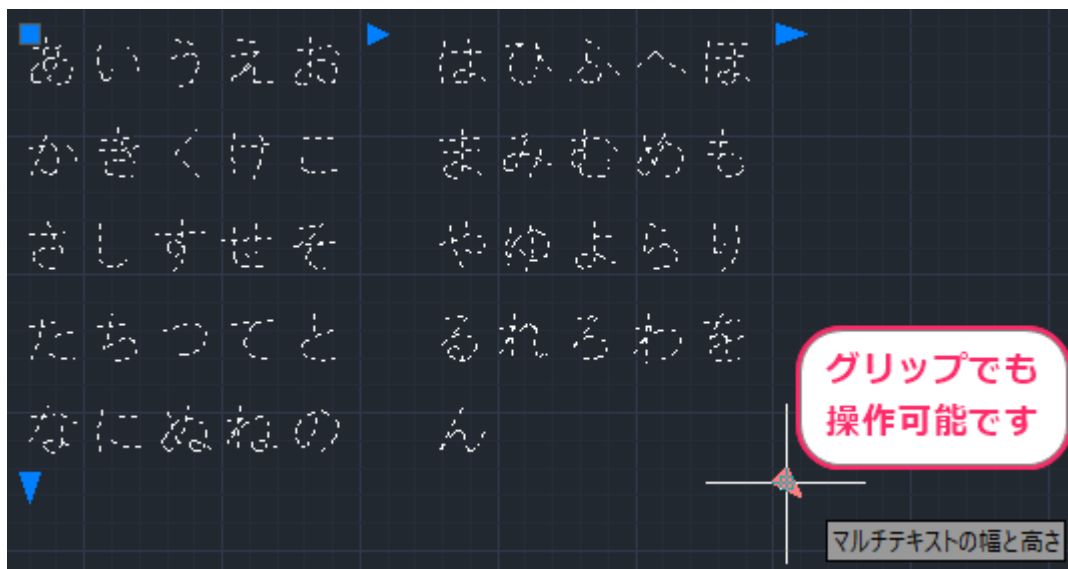 あいうえお
かきくけこ
さしすせそ
たちつてと
なにぬねの
はひふへほ
まみむめも
やゆよらり
るれろわを
ん
グリップでも
操作可能です
マルチテキストの幅と高さ